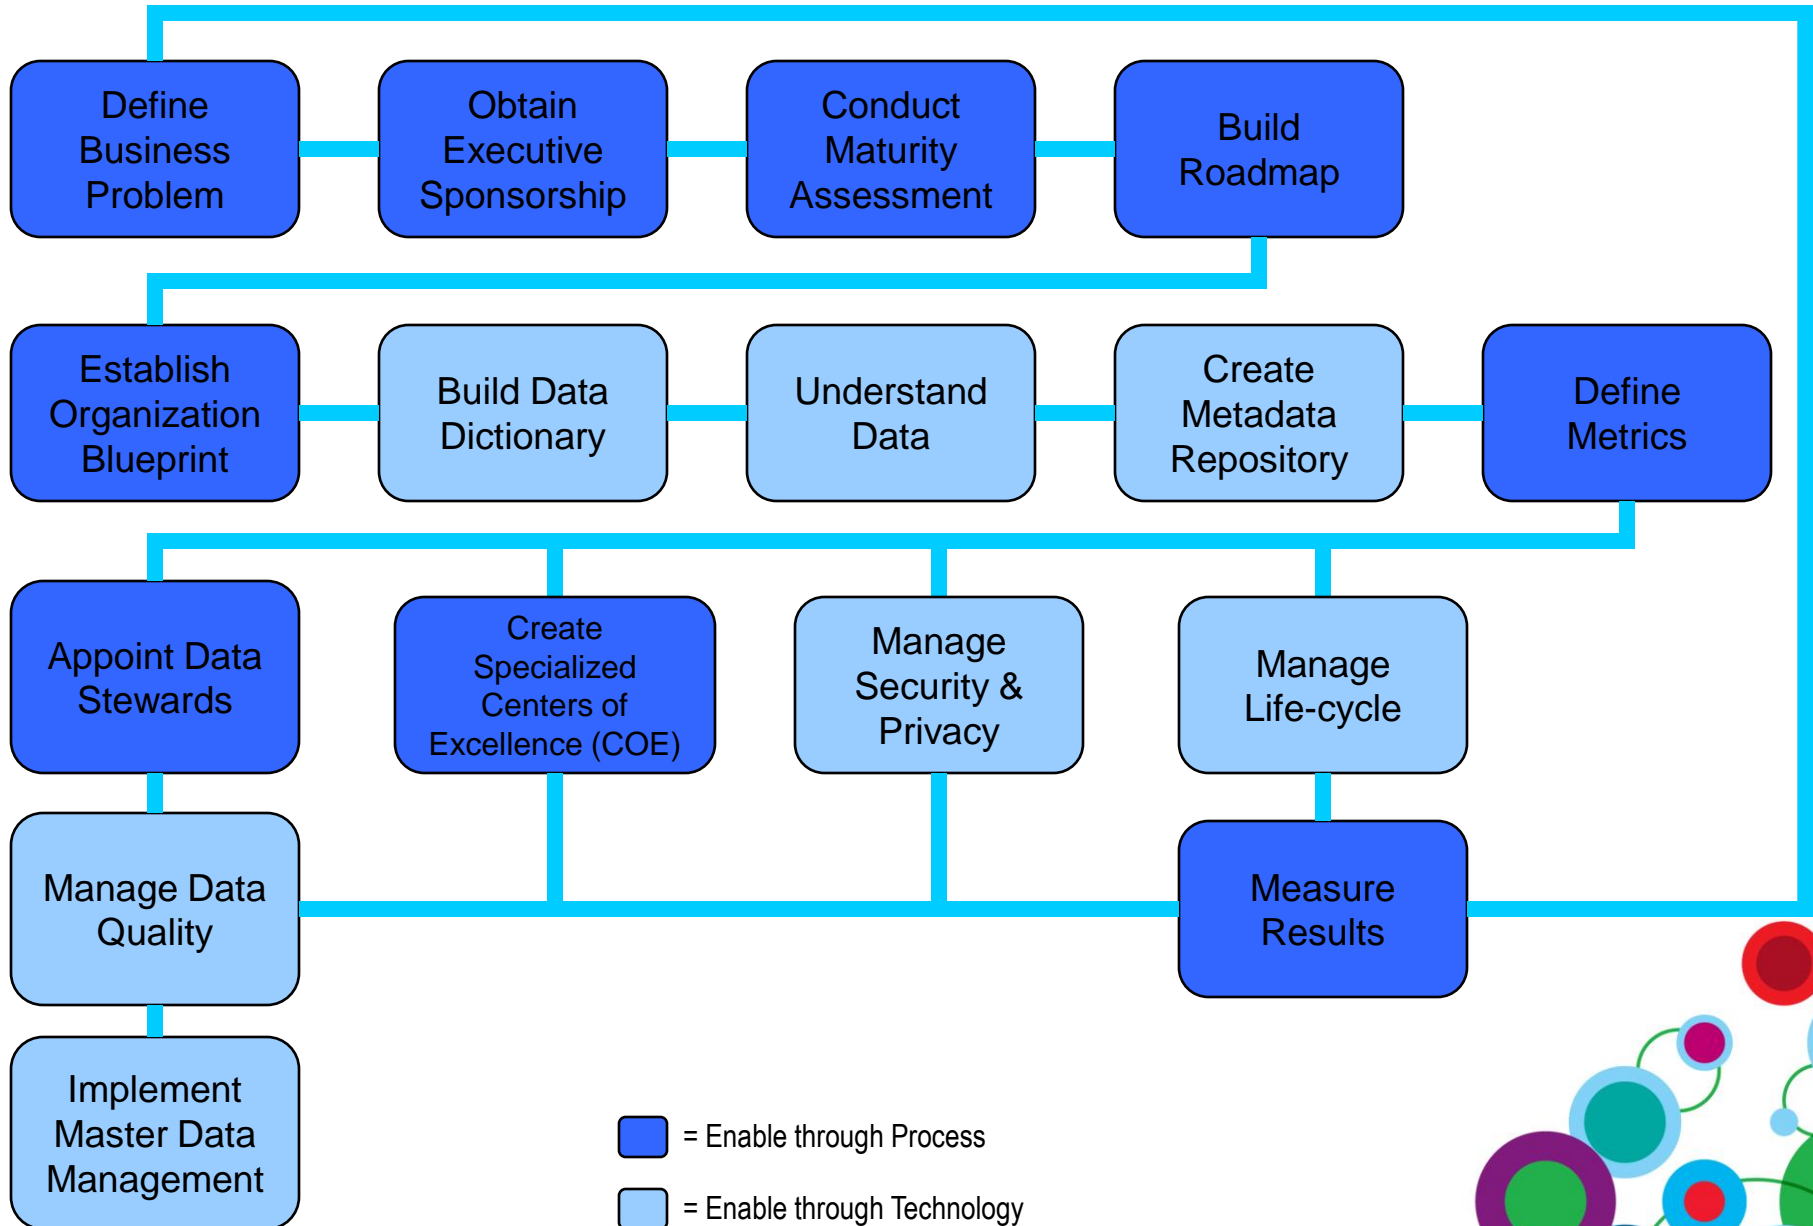 Define
Business
Problem
Obtain
Executive
Sponsorship
Conduct
Maturity
Assessment
Build
Roadmap
Establish
Organization
Blueprint
Build Data
Dictionary
Understand
Data
Create
Metadata
Repository
Define
Metrics
Appoint Data
Stewards
Create
Specialized
Centers of
Excellence (COE)
Manage
Security &
Privacy
Manage
Life-cycle
Manage Data
Quality
Measure
Results
Implement
Master Data
Management
= Enable through Process
= Enable through Technology